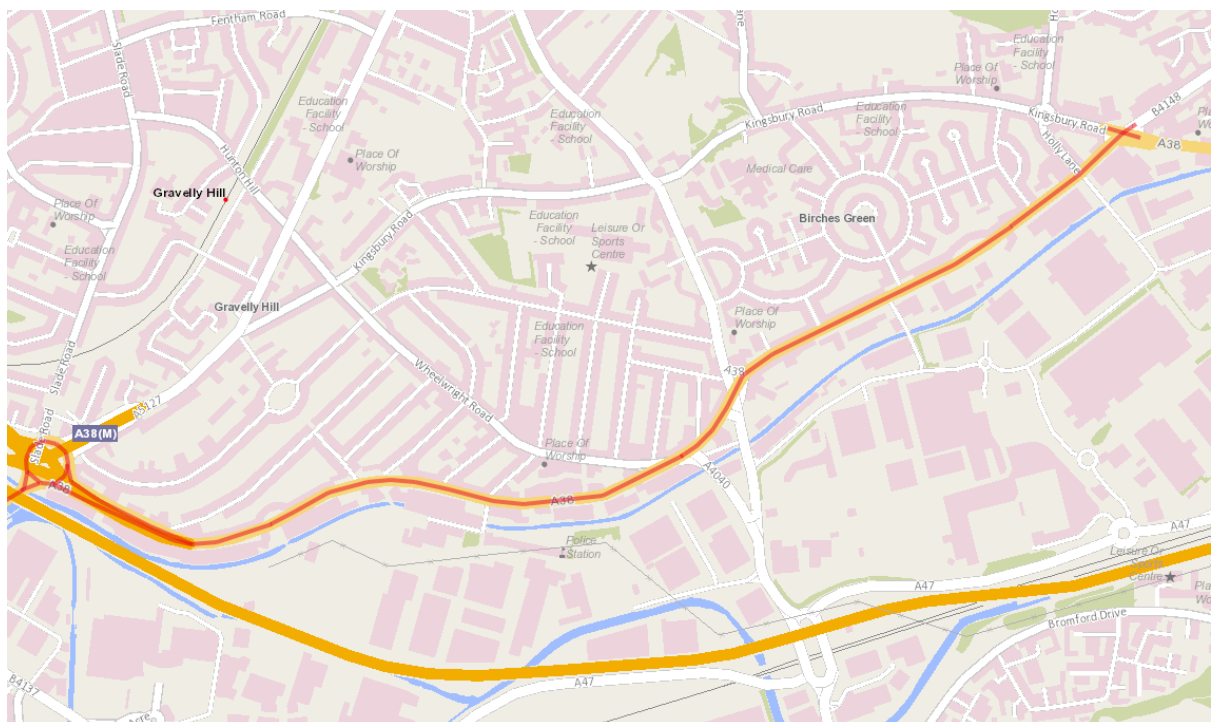 Fentham Road
Slade Road
Lane
Education
Facility
- School
Place Of
Worship
Kingsbury Road
Education
Facility
- School
Kingsbury Road
B4148
A38
Holly Lane
Education
Facility
- School
Education
Facility
- School
Place Of
Worship
Hunton Hill
Gravelly Hill
Medical Care
Place Of
Worship
Education
Facility
- School
Kingsbury Road
Education
Facility
- School
Leisure Or
Sports
Centre
Birches Green
Gravelly Hill
Place Of
Worship
Education
Facility
- School
Slade Road
Wheelwright Road
A38
A5127
A38(M)
Slade Road
A38
Place Of
Worship
A4040
A38
Police
Station
A47
Leisure Or
Sports
Centre
A47
Bromford Drive
A47
B4137
Acre